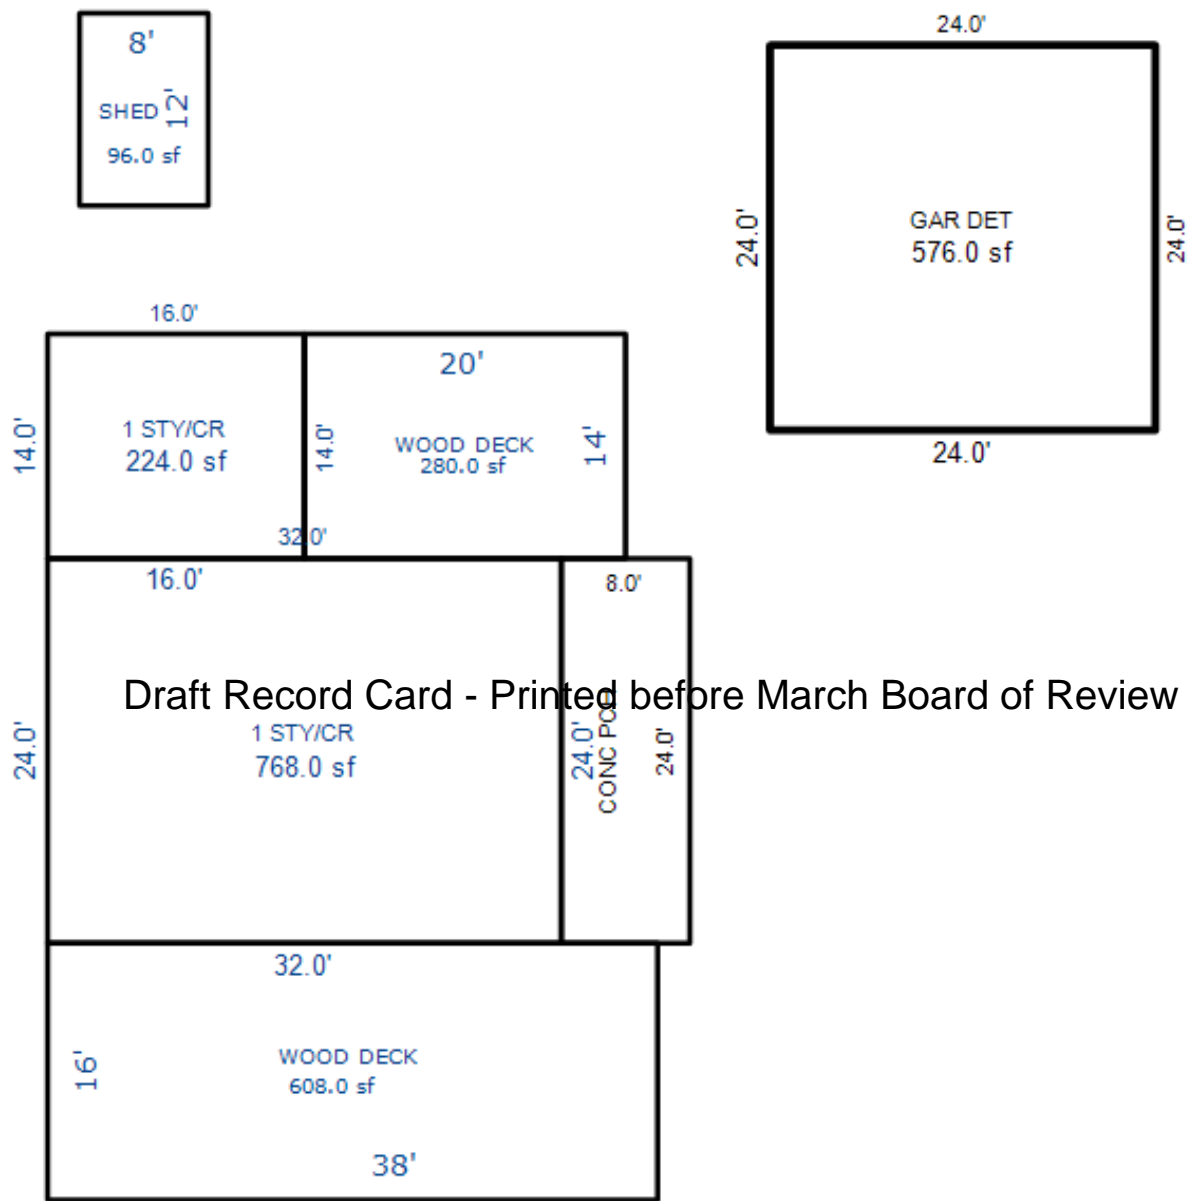 8'
SHED
12'
96.0 sf
24.0'
24.0'
GAR DET
576.0 sf
24.0'
24.0'
16.0'
14.0'
1 STY/CR
224.0 sf
14.0'
20'
WOOD DECK
280.0 sf
14'
32.0'
16.0'
8.0'
Draft Record Card - Printed before March Board of Review
24.0'
1 STY/CR
768.0 sf
24.0'
CONC
24.0'
32.0'
16'
WOOD DECK
608.0 sf
38'